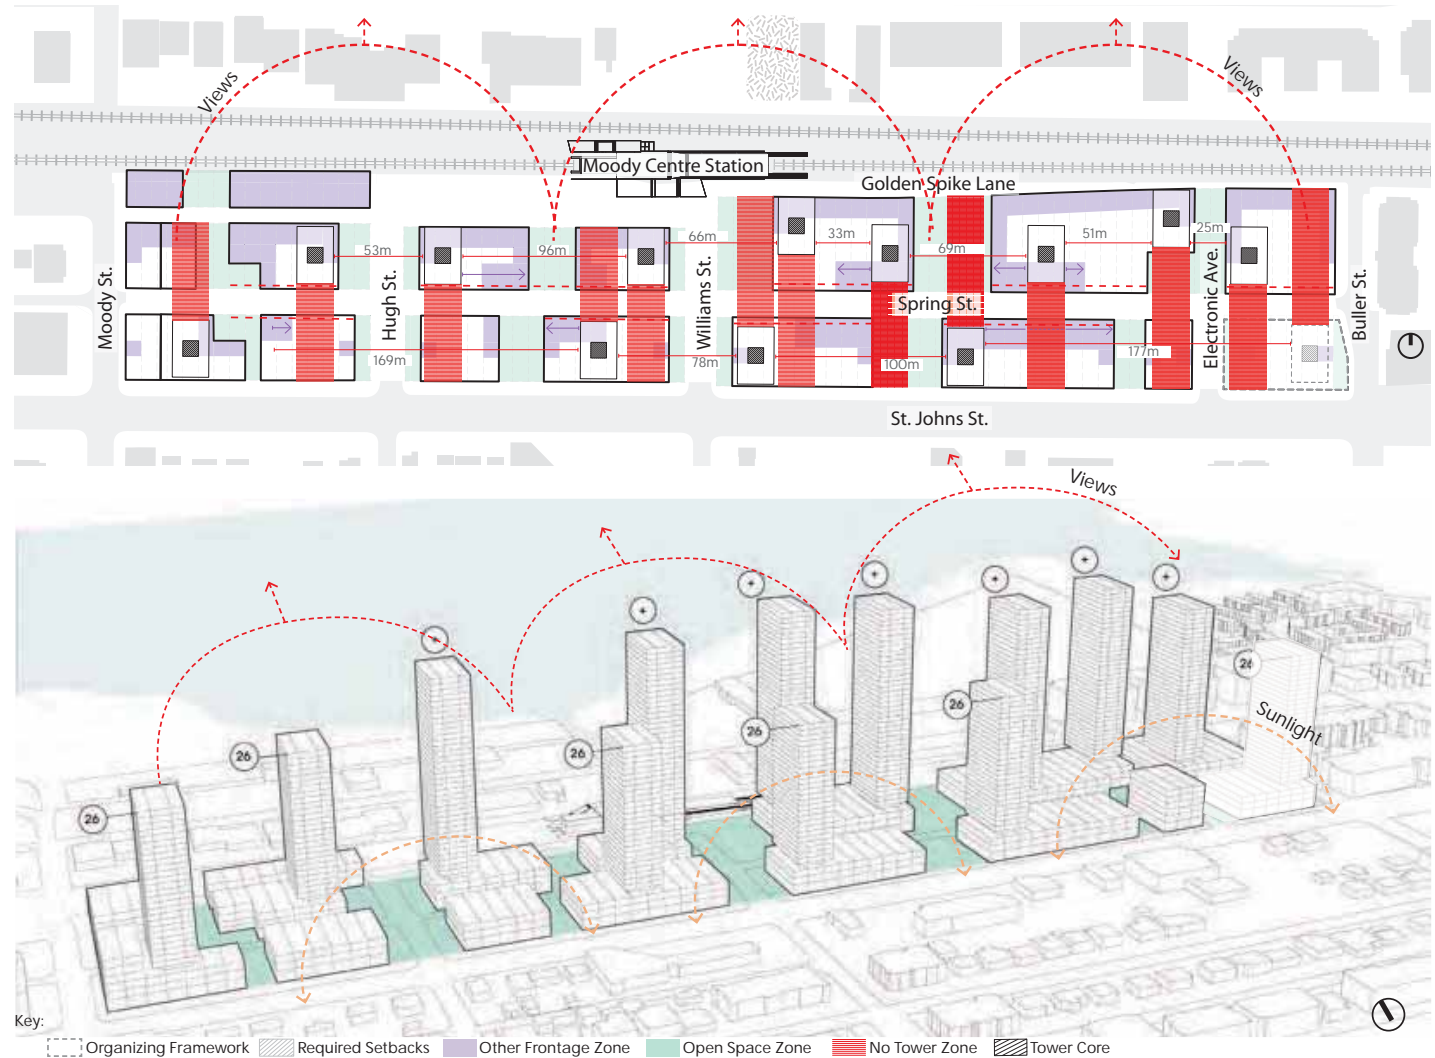 Views
Views
Moody Centre Station
Golden Spike Lane
66m
33m
69m
51m
25m
53m
96m
Moody St.
Hugh St.
Williams St.
Spring St.
Electronic Ave.
Buller St.
169m
78m
100m
177m
St. Johns St.
Views
26
26
26
26
26
26
Sunlight
Key:
Organizing Framework
Required Setbacks
Other Frontage Zone
Open Space Zone
No Tower Zone
Tower Core